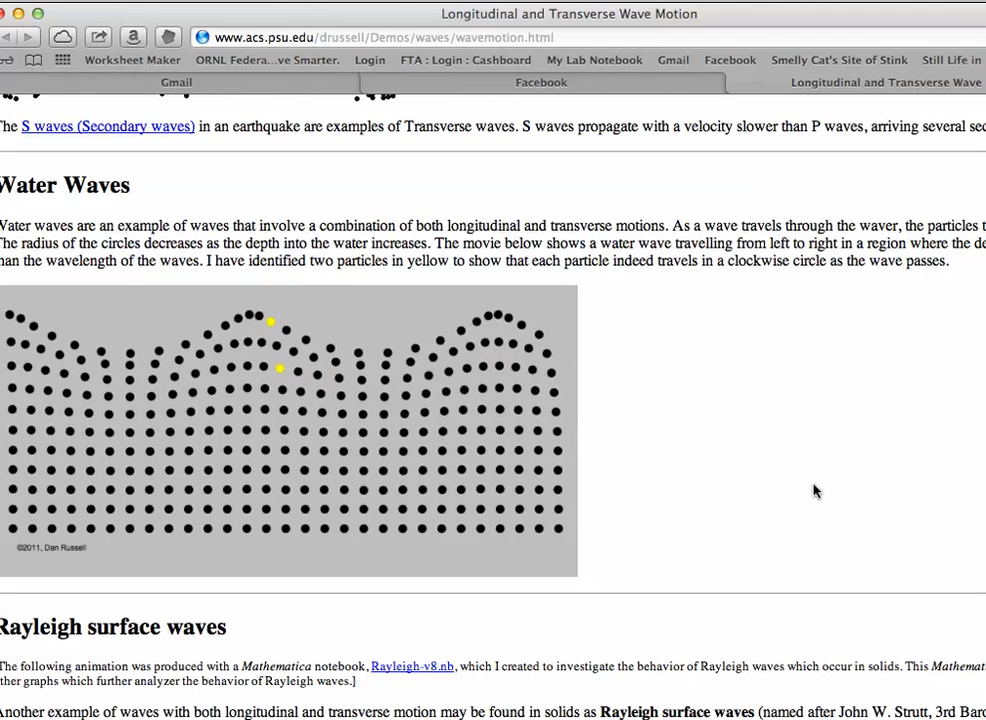 Longitudinal and Transverse Wave Motion
www.acs.psu.edu/drussell/Demos/waves/wavemotion.html
Worksheet Maker ORNL Federa...ve Smarter. Login FTA : Login : Cashboard My Lab Notebook Gmail Facebook Smelly Cat's Site of Stink Still Life in
Gmail Facebook Longitudinal and Transverse Wave
The S waves (Secondary waves) in an earthquake are examples of Transverse waves. S waves propagate with a velocity slower than P waves, arriving several sec
Water Waves
Water waves are an example of waves that involve a combination of both longitudinal and transverse motions. As a wave travels through the waver, the particles t
The radius of the circles decreases as the depth into the water increases. The movie below shows a water wave travelling from left to right in a region where the de
han the wavelength of the waves. I have identified two particles in yellow to show that each particle indeed travels in a clockwise circle as the wave passes.
©2011, Dan Russell
Rayleigh surface waves
The following animation was produced with a Mathematica notebook, Rayleigh-v8.nb, which I created to investigate the behavior of Rayleigh waves which occur in solids. This Mathemat
ther graphs which further analyzer the behavior of Rayleigh waves.]
Another example of waves with both longitudinal and transverse motion may be found in solids as Rayleigh surface waves (named after John W. Strutt, 3rd Baro